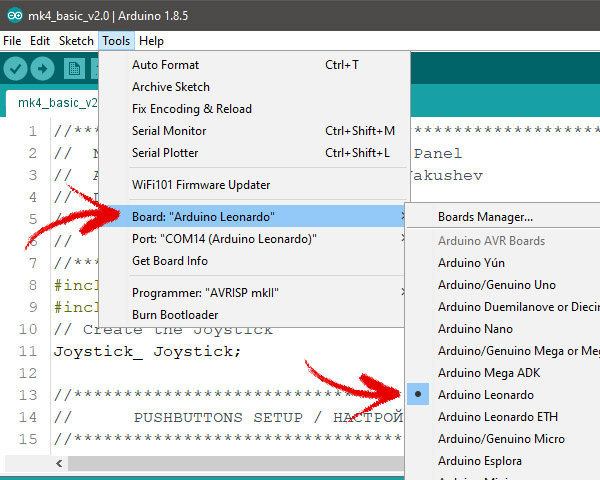 mk4_basic_v2.0 | Arduino 1.8.5
File Edit Sketch Tools Help
Auto Format Ctrl+T
Archive Sketch
Fix Encoding & Reload
Serial Monitor Ctrl+Shift+M
Serial Plotter Ctrl+Shift+L
WiFi101 Firmware Updater
Board: "Arduino Leonardo"
Port: "COM14 (Arduino Leonardo)"
Get Board Info
Programmer: "AVRISP mkII"
Burn Bootloader
Boards Manager...
Arduino AVR Boards
Arduino Yún
Arduino/Genuino Uno
Arduino Duemilanove or
Arduino Nano
Arduino/Genuino Mega or
Arduino Mega ADK
Arduino Leonardo
Arduino Leonardo ETH
Arduino/Genuino Micro
Arduino Esplora
mk4_basic_v2
1 //***
2 // Panel
3 //
4 //
5
6 //
7 //***
8 #incl
9 #incl
10 // Create the Joystick
11 Joystick_ Joystick;
12
13 //******************************
14 // PUSHBUTTONS SETUP /
15 //******************************